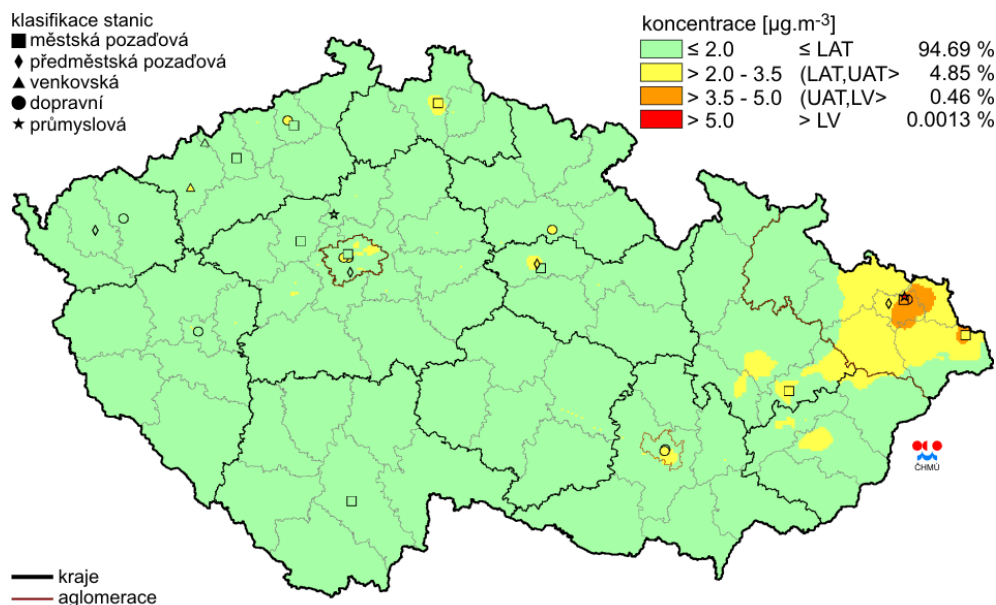 klasifikace stanic
městská pozaďová
předměstská pozaďová
venkovská
dopravní
průmyslová
koncentrace [µg.m-3]
≤ 2.0 ≤ LAT 94.69 %
> 2.0 - 3.5 (LAT,UAT> 4.85 %
> 3.5 - 5.0 (UAT,LV> 0.46 %
> 5.0 > LV 0.0013 %
ČHMÚ
kraje
aglomerace